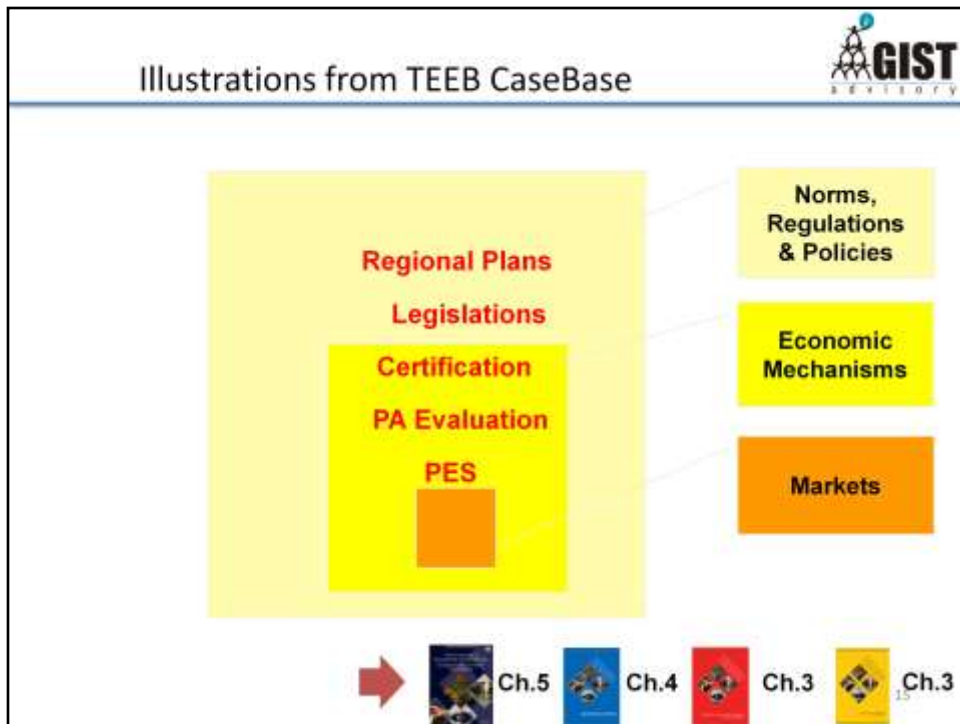 Illustrations from TEEB CaseBase
GIST
advisory
Regional Plans
Legislations
Certification
PA Evaluation
PES
Norms,
Regulations
& Policies
Economic
Mechanisms
Markets
Ch.5
Ch.4
Ch.3
Ch.3
15